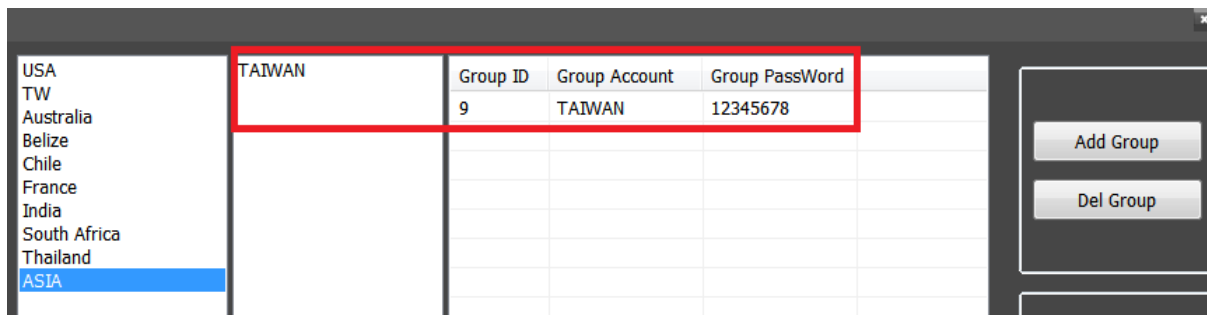 USA
TW
Australia
Belize
Chile
France
India
South Africa
Thailand
ASIA
TAIWAN
Group ID Group Account Group PassWord
9 TAIWAN 12345678
Add Group
Del Group